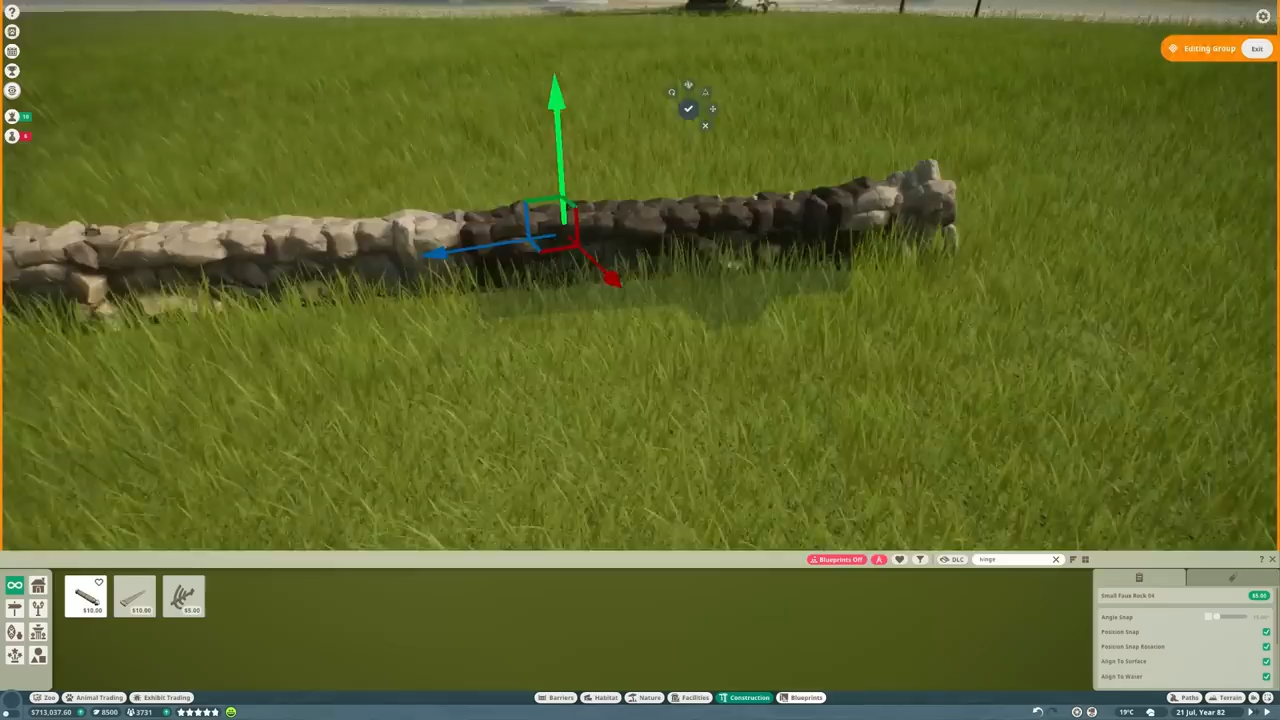 Editing Group
Exit
10
6
Blueprints Off
DLC
hinge
$10.00
$10.00
$5.00
Small Faux Rock 04
$5.00
Angle Snap
Position Snap
Position Snap Rotation
Align To Surface
Align To Water
Zoo
Animal Trading
Exhibit Trading
Barriers
Habitat
Nature
Facilities
Construction
Blueprints
Paths
Terrain
$713,037.60
8500
3731
19°C
21 Jul, Year 82